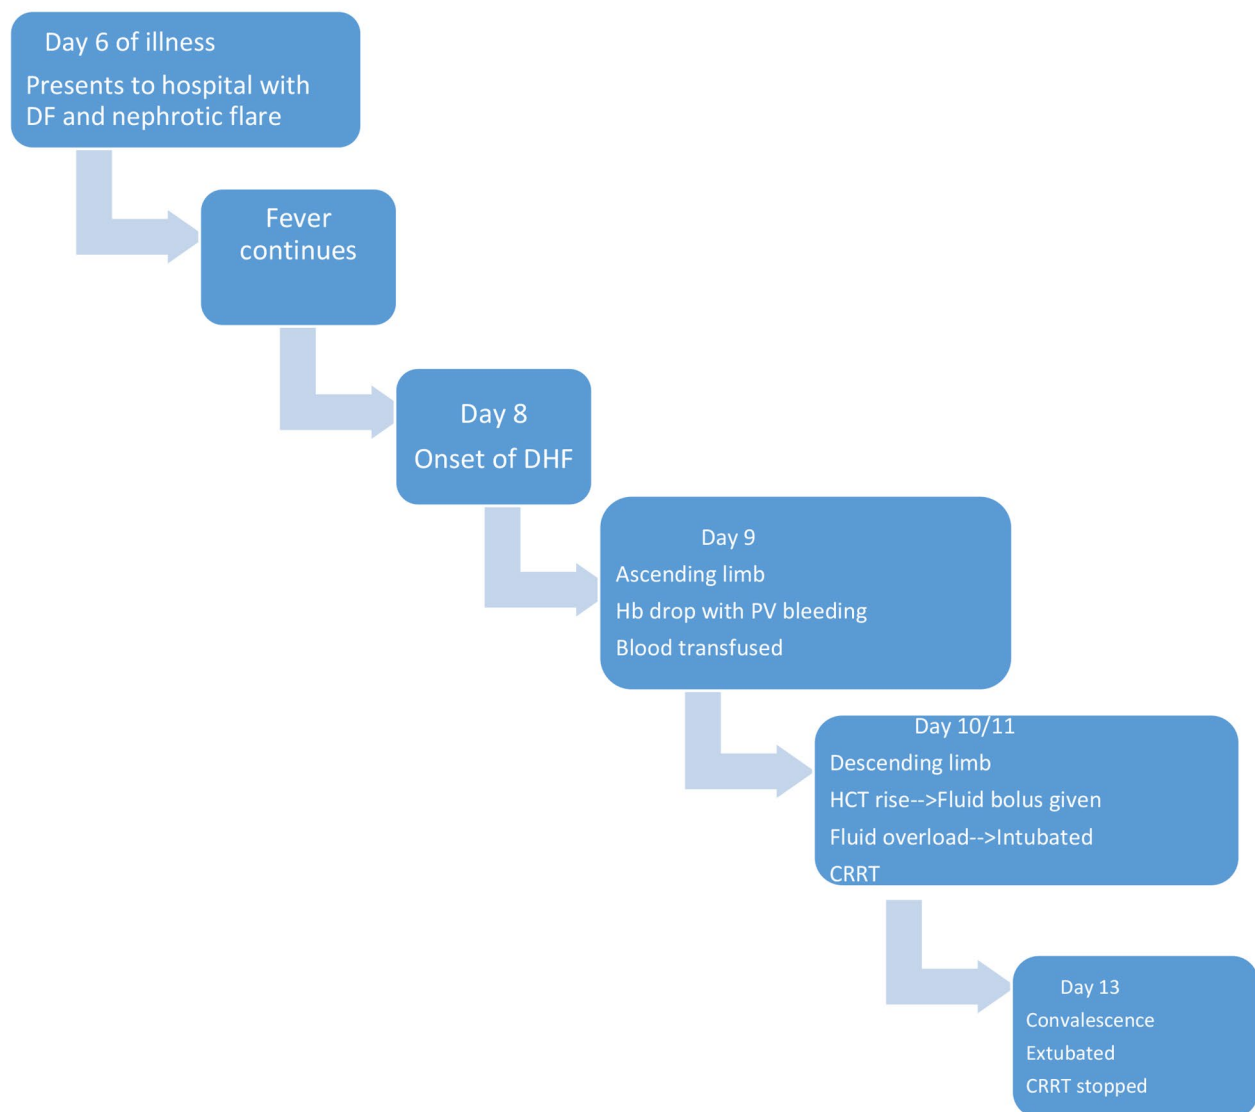 Day 6 of illness
Presents to hospital with
DF and nephrotic flare
Fever
continues
Day 8
Onset of DHF
Day 9
Ascending limb
Hb drop with PV bleeding
Blood transfused
Day 10/11
Descending limb
HCT rise-->Fluid bolus given
Fluid overload-->Intubated
CRRT
Day 13
Convalescence
Extubated
CRRT stopped